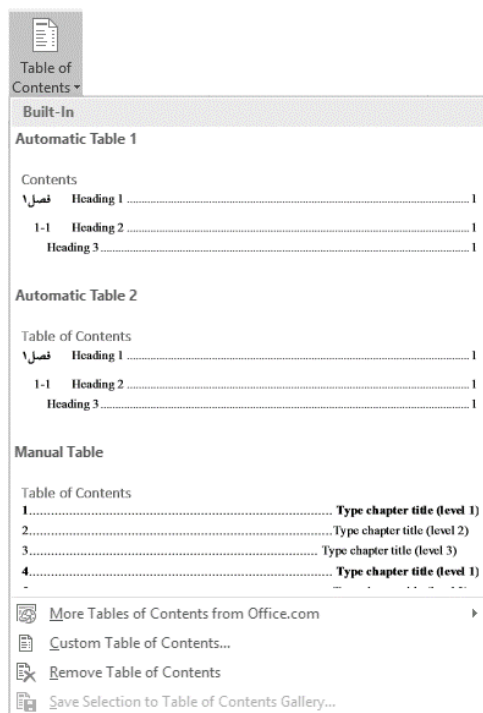 Table of
Contents
Built-In
Automatic Table 1
Contents
فصل ۱ Heading 1 ........................................ 1
1-1 Heading 2 ........................................ 1
Heading 3 ........................................ 1
Automatic Table 2
Table of Contents
فصل ۱ Heading 1 ........................................ 1
1-1 Heading 2 ........................................ 1
Heading 3 ........................................ 1
Manual Table
Table of Contents
1 ........................................ Type chapter title (level 1)
2 ........................................ Type chapter title (level 2)
3 ........................................ Type chapter title (level 3)
4 ........................................ Type chapter title (level 1)
More Tables of Contents from Office.com
Custom Table of Contents...
Remove Table of Contents
Save Selection to Table of Contents Gallery...